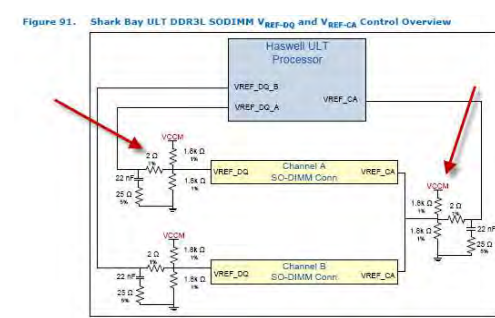 Figure 91. Shark Bay ULT DDR3L SODIMM VREF-DQ and VREF-CA Control Overview
Haswell ULT
Processor
VREF_DQ_B
VREF_DQ_A
VREF_CA
VCCM
2 Ω
1%
1.8k Ω
1%
22 nF
1.8k Ω
1%
25 Ω
5%
VREF_DQ
Channel A
SO-DIMM Conn
VREF_CA
VCCM
1.8k Ω
1%
2 Ω
1%
1.8k Ω
1%
22 nF
25 Ω
5%
VCCM
2 Ω
1%
1.8k Ω
1%
22 nF
1.8k Ω
1%
25 Ω
5%
VREF_DQ
Channel B
SO-DIMM Conn
VREF_CA